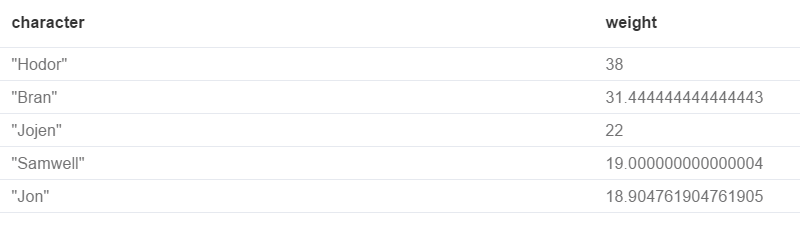 character weight
"Hodor" 38
"Bran" 31.444444444444443
"Jojen" 22
"Samwell" 19.000000000000004
"Jon" 18.904761904761905